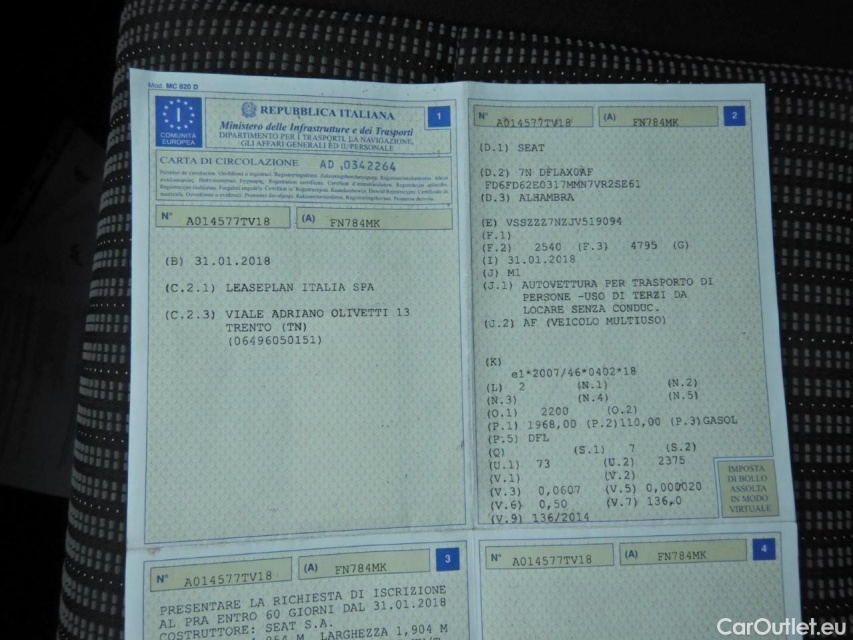 Mod. MC 820 D
COMUNITÀ
EUROPEA
I
REPUBBLICA ITALIANA
1
Ministero delle Infrastrutture e dei Trasporti
DIPARTIMENTO PER I TRASPORTI, LA NAVIGAZIONE,
GLI AFFARI GENERALI ED IL PERSONALE
CARTA DI CIRCOLAZIONE AD 0342264
N° A014577TV18 (A) FN784MK
(B) 31.01.2018
(C.2.1) LEASEPLAN ITALIA SPA
(C.2.3) VIALE ADRIANO OLIVETTI 13
TRENTO (TN)
(06496050151)
N° A014577TV18 (A) FN784MK 2
(D.1) SEAT
(D.2) 7N DFLAX0AF
FD6FD62E0317MMN7VR2SE61
(D.3) ALHAMBRA
(E) VSSZZZ7NZJV519094
(F.1)
(F.2) 2540 (F.3) 4795 (G)
(I) 31.01.2018
(J) M1
(J.1) AUTOVETTURA PER TRASPORTO DI
PERSONE -USO DI TERZI DA
LOCARE SENZA CONDUC.
(J.2) AF (VEICOLO MULTIUSO)
(K)
e1*2007/46*0402*18
(L) 2 (N.1) (N.2)
(N.3) (N.4) (N.5)
(O.1) 2200 (O.2)
(P.1) 1968,00 (P.2)110,00 (P.3)GASOL
(P.5) DFL
(Q) (S.1) 7 (S.2)
(U.1) 73 (U.2) 2375
(V.1) (V.2)
(V.3) 0,0607 (V.5) 0,000020
(V.6) 0,50 (V.7) 136,0
(V.9) 136/2014
IMPOSTA
DI BOLLO
ASSOLTA
IN MODO
VIRTUALE
N° A014577TV18 (A) FN784MK 3
PRESENTARE LA RICHIESTA DI ISCRIZIONE
AL PRA ENTRO 60 GIORNI DAL 31.01.2018
COSTRUTTORE: SEAT S.A.
LARGHEZZA 1,904 M
N° A014577TV18 (A) FN784MK 4
CarOutlet.eu